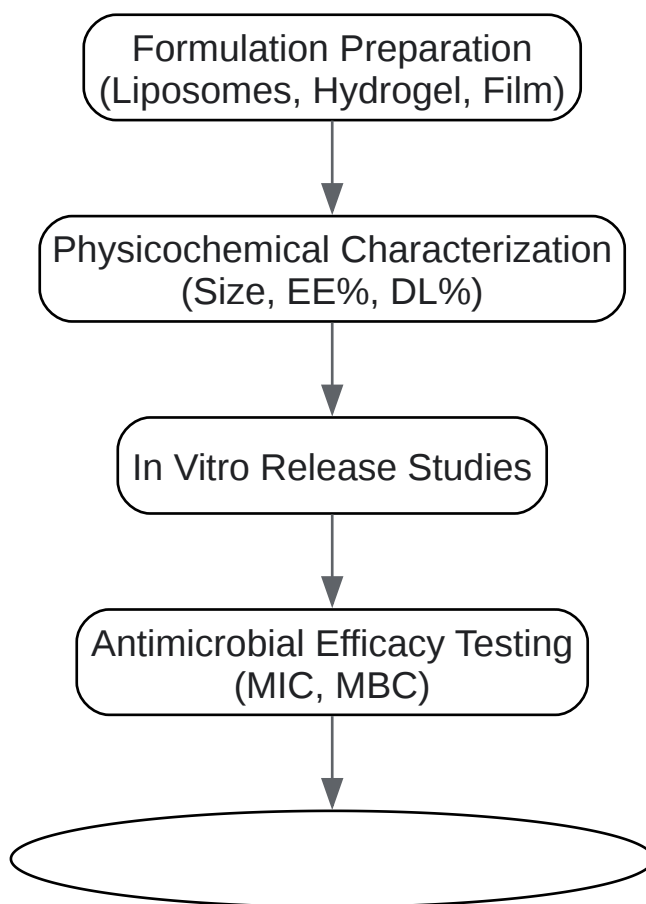 Formulation Preparation
(Liposomes, Hydrogel, Film)
Physicochemical Characterization
(Size, EE%, DL%)
In Vitro Release Studies
Antimicrobial Efficacy Testing
(MIC, MBC)